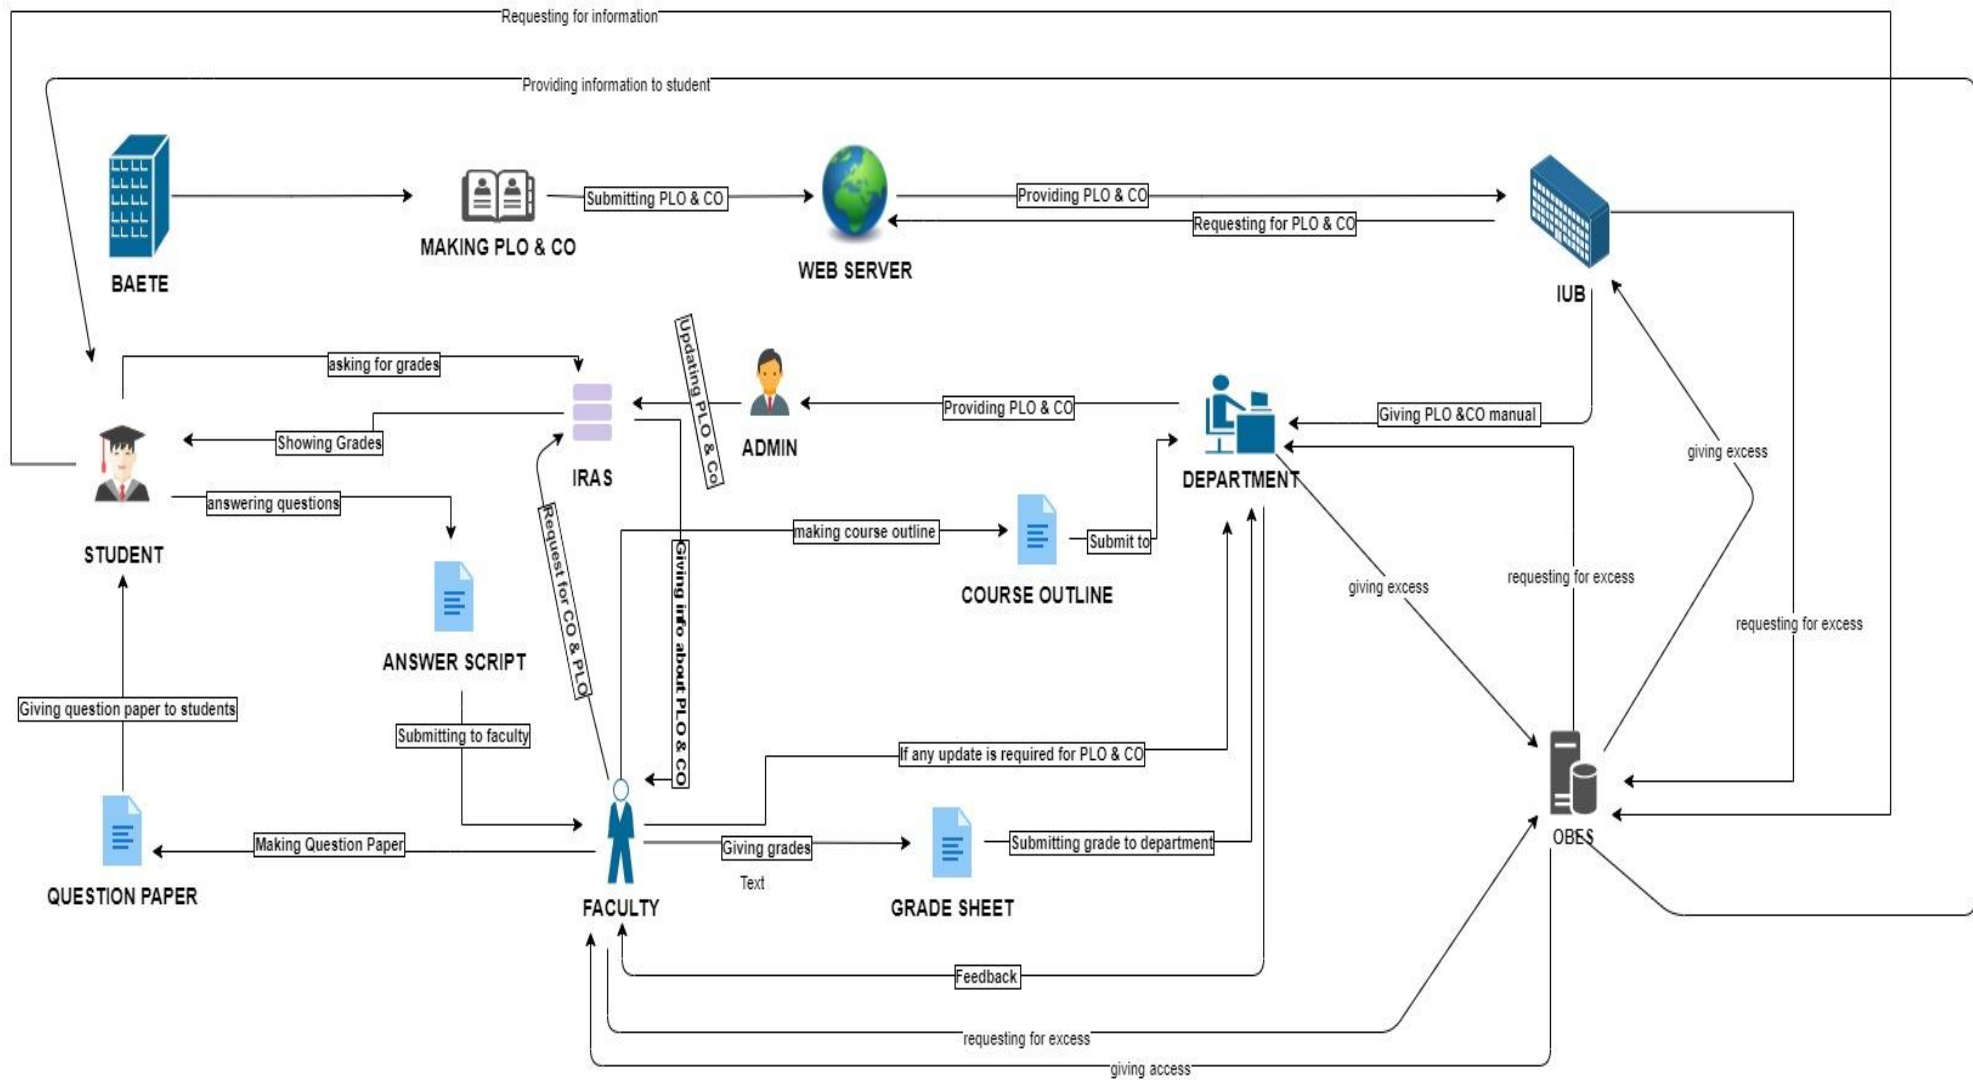 Requesting for information
Providing information to student
Submitting PLO & CO
Providing PLO & CO
Requesting for PLO & CO
MAKING PLO & CO
WEB SERVER
BAETE
IUB
asking for grades
Updating PLO & Co
Providing PLO & CO
Giving PLO &CO manual
Showing Grades
ADMIN
IRAS
DEPARTMENT
giving excess
answering questions
Request for CO & PLO
making course outline
Submit to
STUDENT
Giving info about PLO & CO
COURSE OUTLINE
giving excess
requesting for excess
requesting for excess
ANSWER SCRIPT
Giving question paper to students
Submitting to faculty
If any update is required for PLO & CO
Making Question Paper
Giving grades
Submitting grade to department
OBES
Text
QUESTION PAPER
FACULTY
GRADE SHEET
Feedback
requesting for excess
giving access